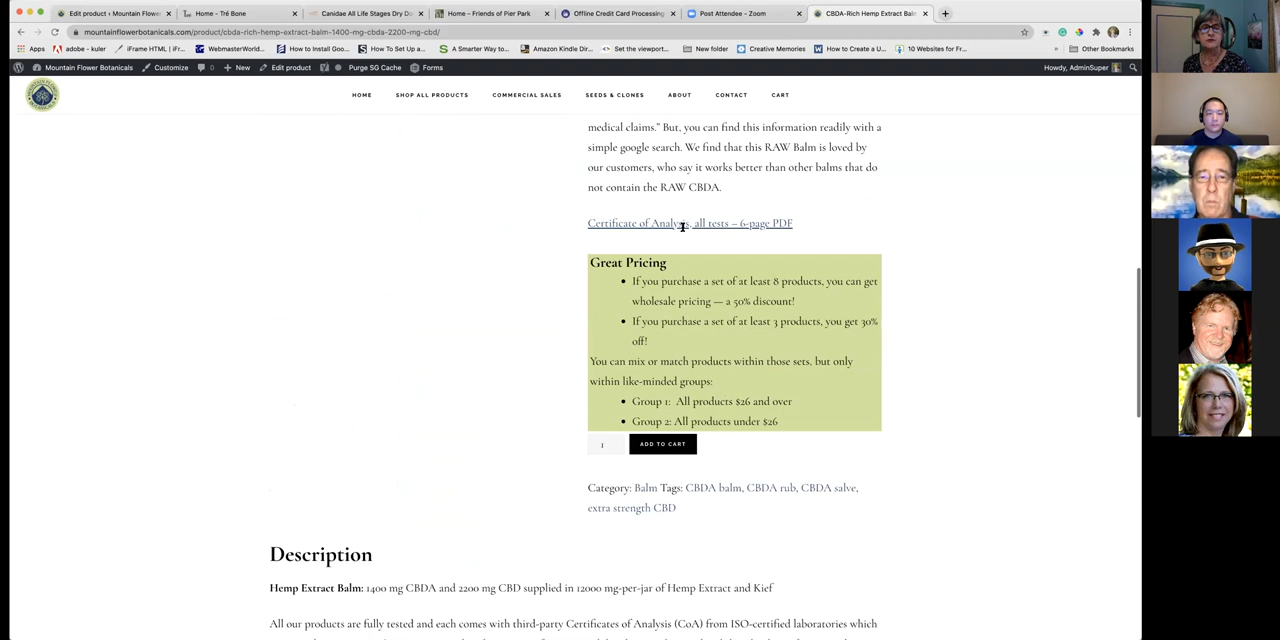 Edit product ‹ Mountain Flower
Home - Tré Bone
Canidae All Life Stages Dry Di
Home – Friends of Pier Park
Offline Credit Card Processing
Post Attendee - Zoom
CBDA-Rich Hemp Extract Balm
mountainflowerbotanicals.com/product/cbda-rich-hemp-extract-balm-1400-mg-cbda-2200-mg-cbd/
Apps
adobe - kuler
iFrame HTML | iFr...
WebmasterWorld...
How to Install Goo...
How To Set Up a...
A Smarter Way to...
Amazon Kindle Dir...
Set the viewport...
New folder
Creative Memories
How to Create a U...
10 Websites for Fr...
Other Bookmarks
Mountain Flower Botanicals
Customize
0
New
Edit product
Purge SG Cache
Forms
Howdy, AdminSuper
HOME
SHOP ALL PRODUCTS
COMMERCIAL SALES
SEEDS & CLONES
ABOUT
CONTACT
CART
medical claims.” But, you can find this information readily with a
simple google search. We find that this RAW Balm is loved by
our customers, who say it works better than other balms that do
not contain the RAW CBDA.
Certificate of Analysis, all tests – 6-page PDF
Great Pricing
If you purchase a set of at least 8 products, you can get
wholesale pricing — a 50% discount!
If you purchase a set of at least 3 products, you get 30%
off!
You can mix or match products within those sets, but only
within like-minded groups:
Group 1: All products $26 and over
Group 2: All products under $26
1
ADD TO CART
Category: Balm Tags: CBDA balm, CBDA rub, CBDA salve,
extra strength CBD
Description
Hemp Extract Balm: 1400 mg CBDA and 2200 mg CBD supplied in 12000 mg-per-jar of Hemp Extract and Kief
All our products are fully tested and each comes with third-party Certificates of Analysis (CoA) from ISO-certified laboratories which